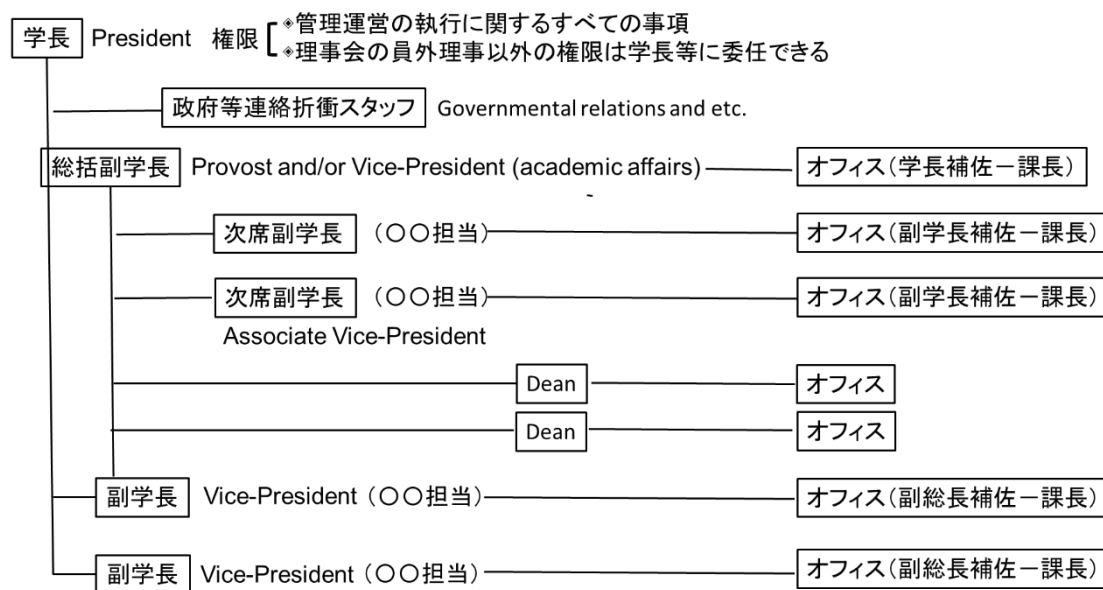 学長 President 権限 ◈管理運営の執行に関するすべての事項
◈理事会の員外理事以外の権限は学長等に委任できる
政府等連絡折衝スタッフ Governmental relations and etc.
総括副学長 Provost and/or Vice-President (academic affairs) オフィス(学長補佐－課長)
次席副学長 (〇〇担当) オフィス(副学長補佐－課長)
次席副学長 (〇〇担当) オフィス(副学長補佐－課長)
Associate Vice-President
Dean オフィス
Dean オフィス
副学長 Vice-President (〇〇担当) オフィス(副総長補佐－課長)
副学長 Vice-President (〇〇担当) オフィス(副総長補佐－課長)